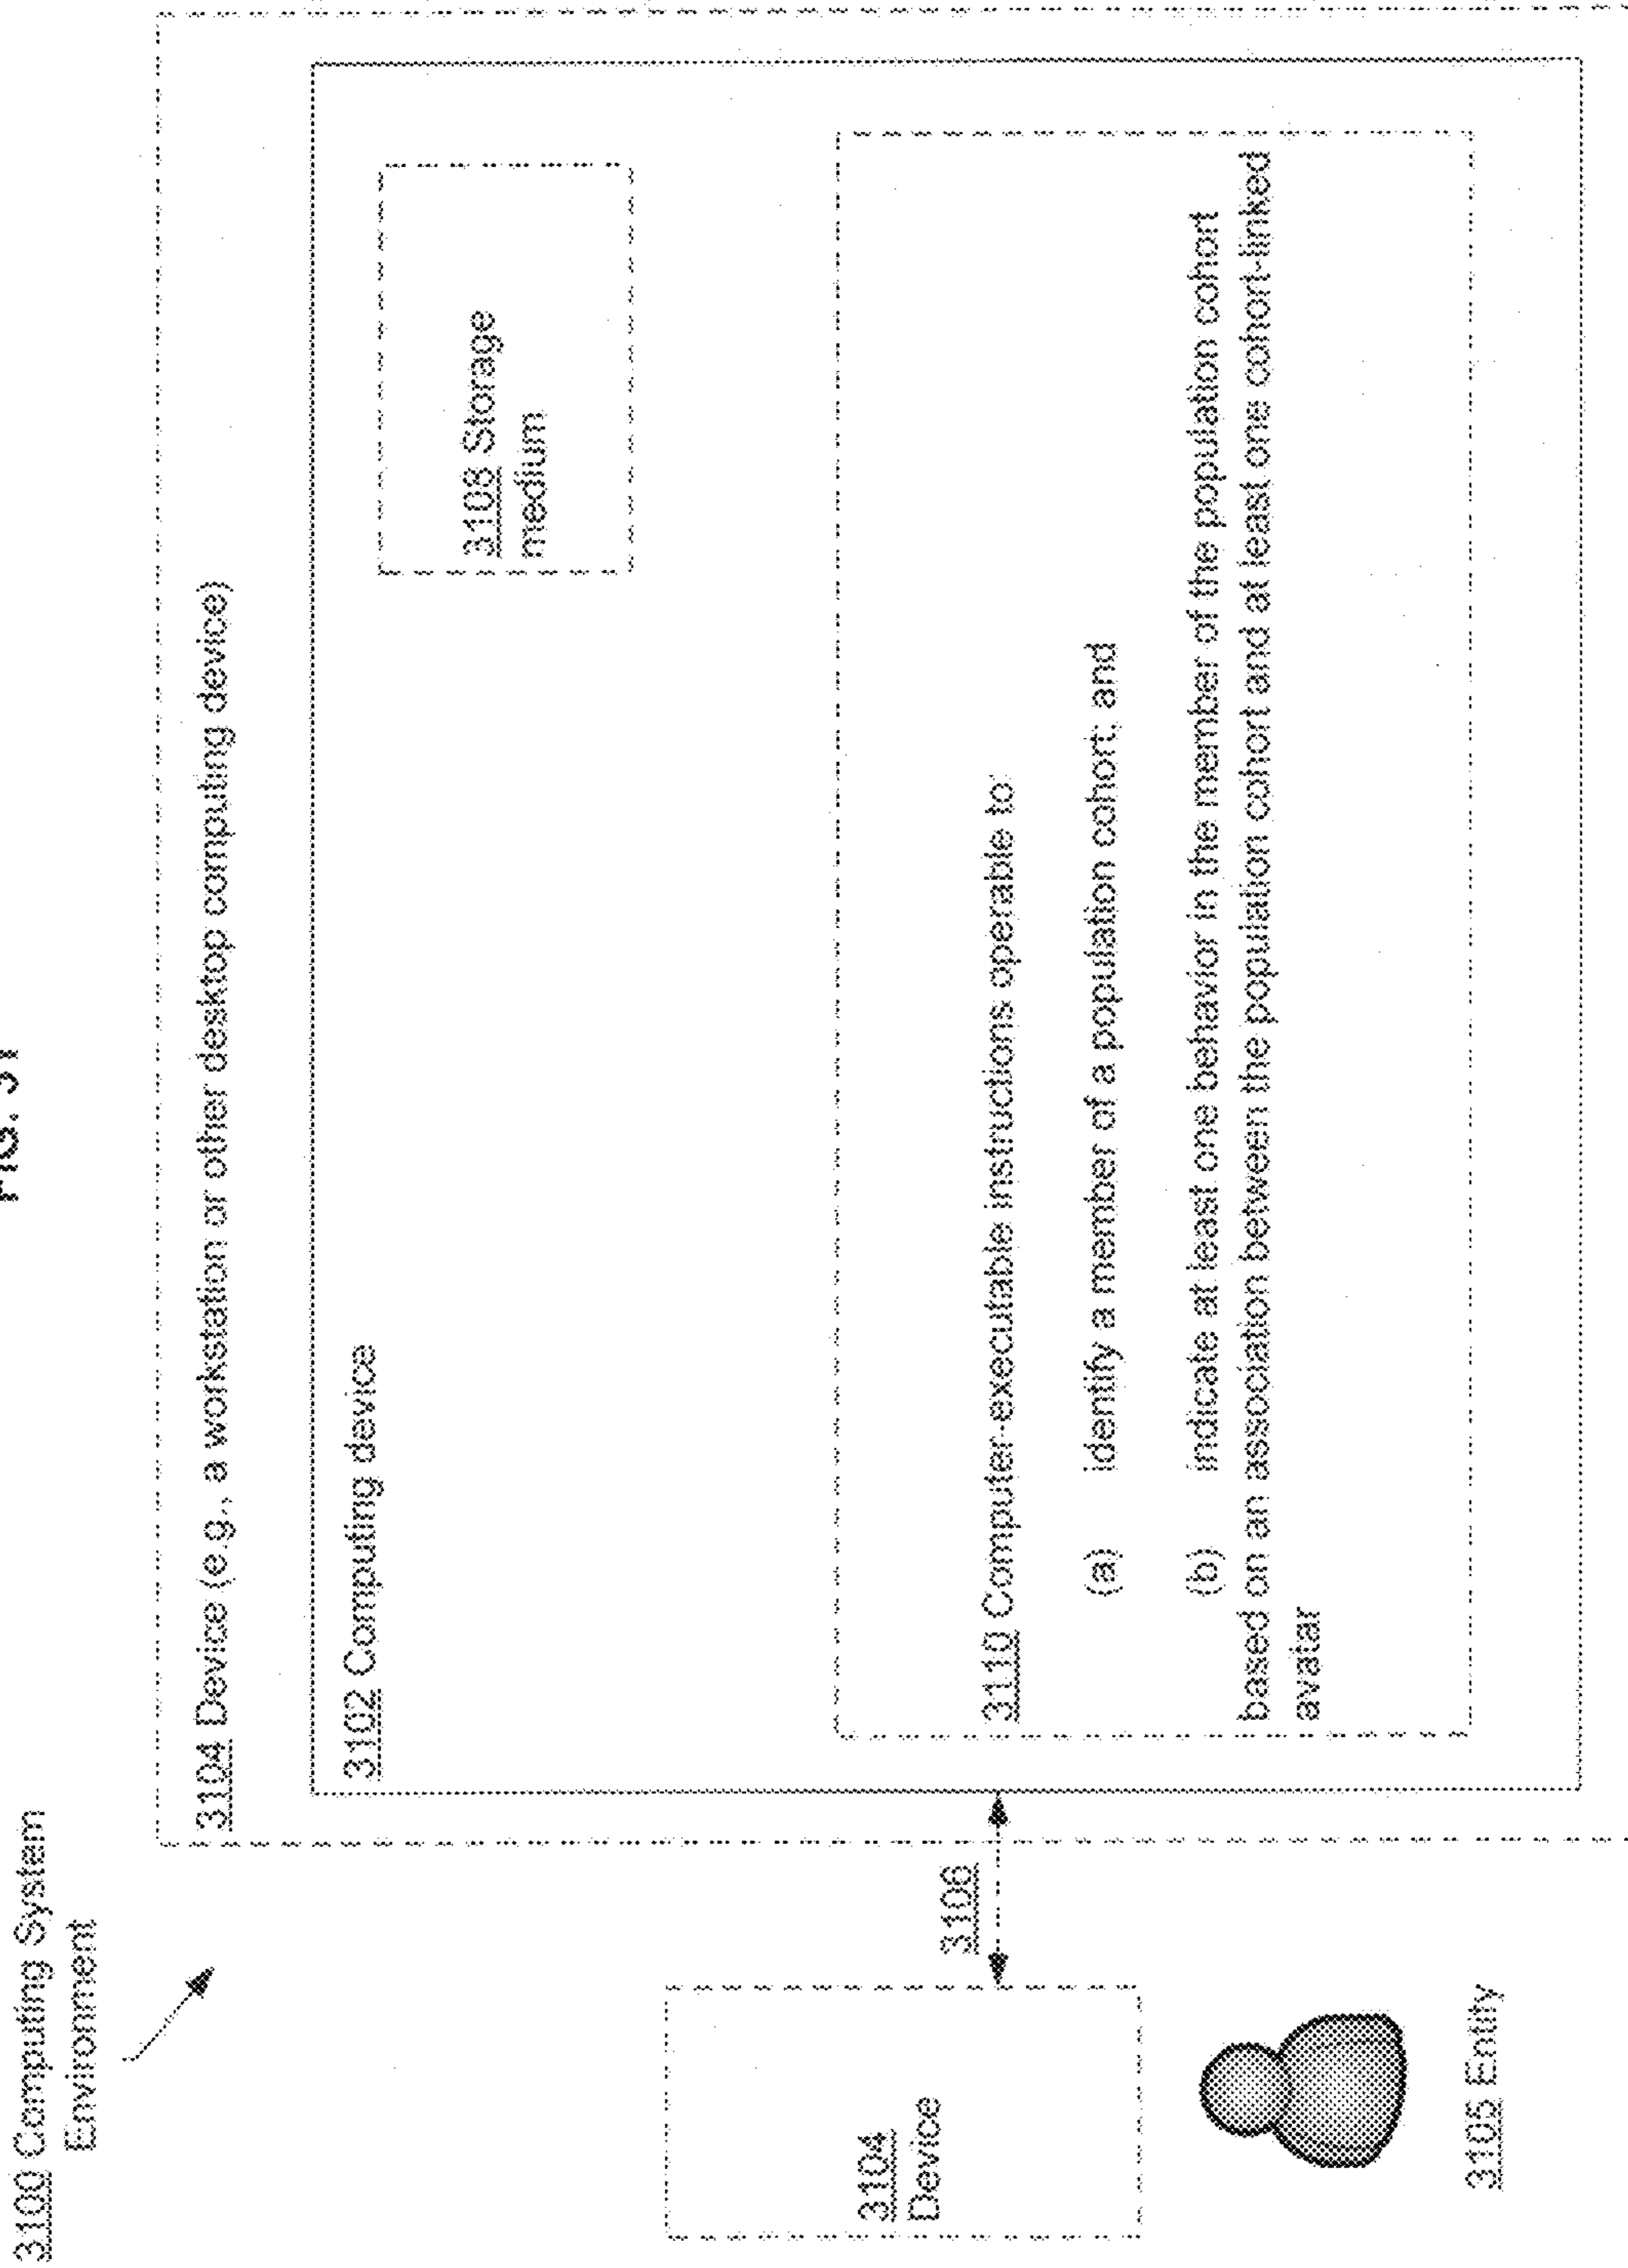 FIG. 31
3100 Computing System
Environment
3104 Device (e.g., a workstation or other desktop computing device)
3102 Computing device
3108 Storage
medium
3110 Computer-executable instructions operable to:
(a) identify a member of a population cohort; and
(b) indicate at least one behavior in the member of the population cohort
based on an association between the population cohort and at least one cohort-linked
avatar
3106
3104
Device
3105 Entity